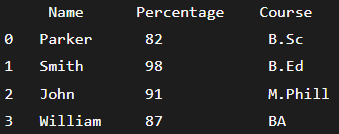 Name Percentage Course
0 Parker 82 B.Sc
1 Smith 98 B.Ed
2 John 91 M.Phill
3 William 87 BA